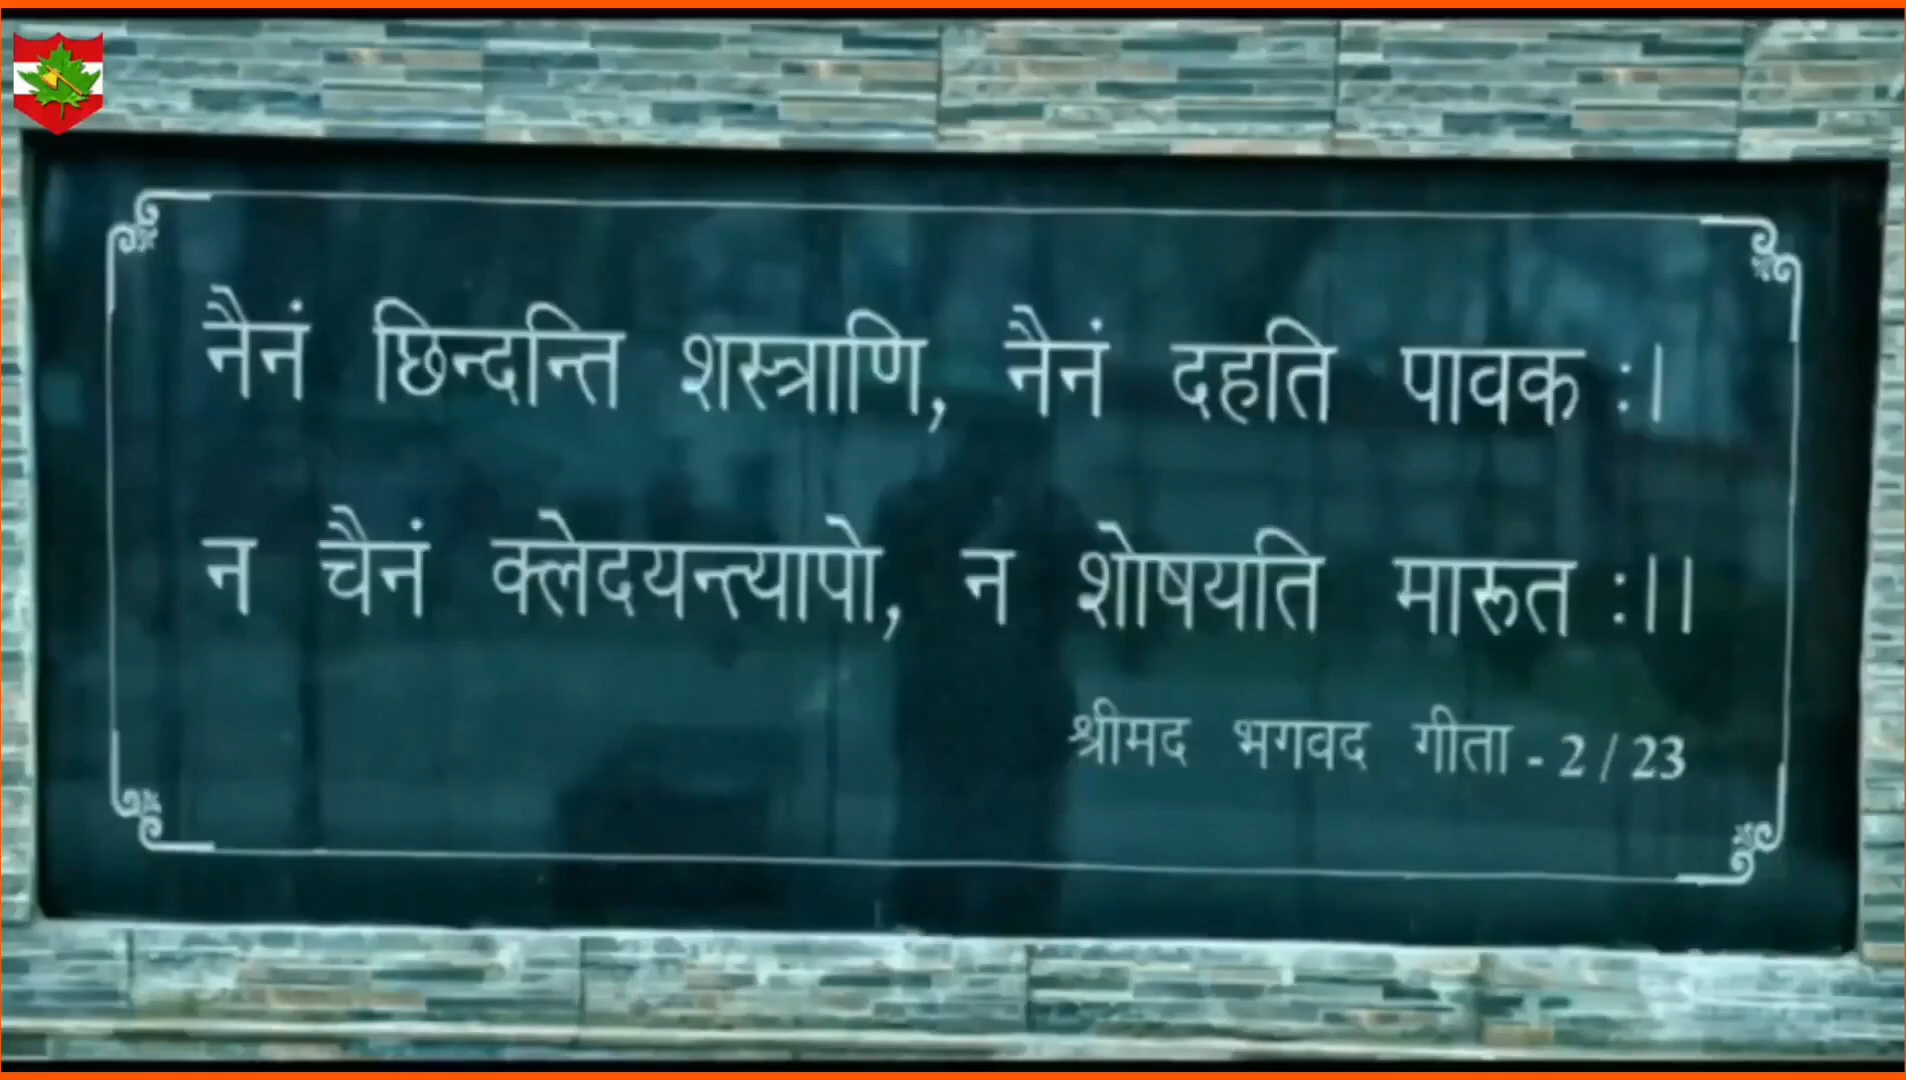 नैनं छिन्दन्ति शस्त्राणि, नैनं दहति पावक :।
न चैनं क्लेदयन्त्यापो, न शोषयति मारूत :।।
श्रीमद भगवद गीता - 2 / 23